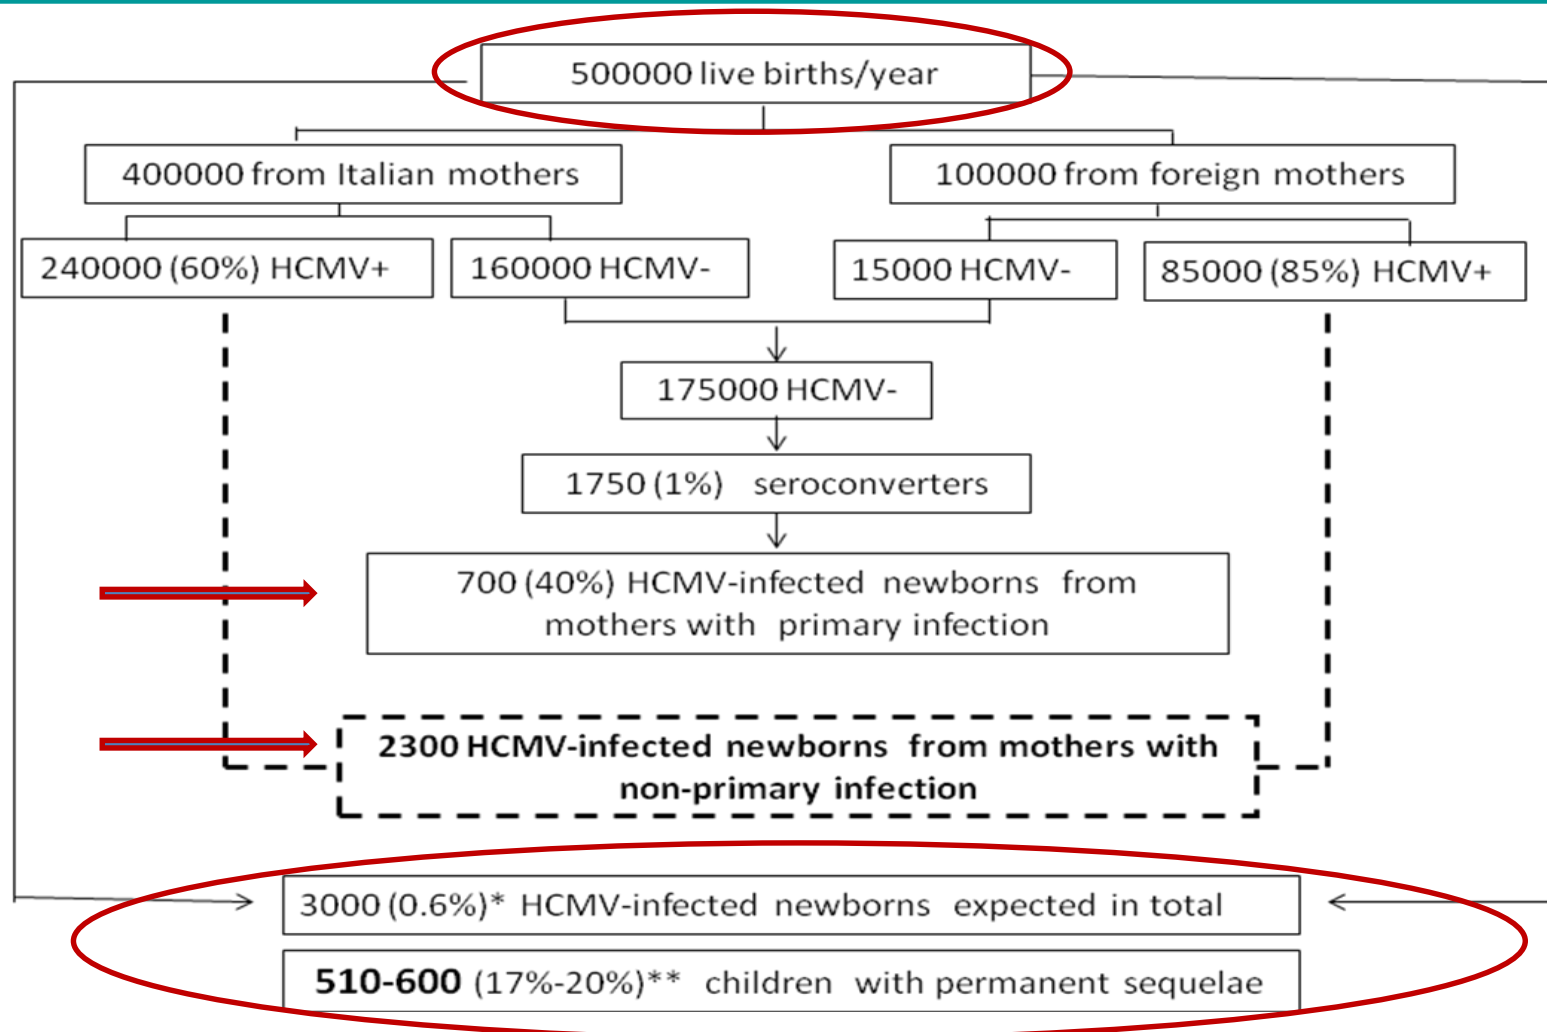 500000 live births/year
400000 from Italian mothers
100000 from foreign mothers
240000 (60%) HCMV+
160000 HCMV-
15000 HCMV-
85000 (85%) HCMV+
175000 HCMV-
1750 (1%) seroconverters
700 (40%) HCMV-infected newborns from
mothers with primary infection
2300 HCMV-infected newborns from mothers with
non-primary infection
3000 (0.6%)* HCMV-infected newborns expected in total
510-600 (17%-20%)** children with permanent sequelae